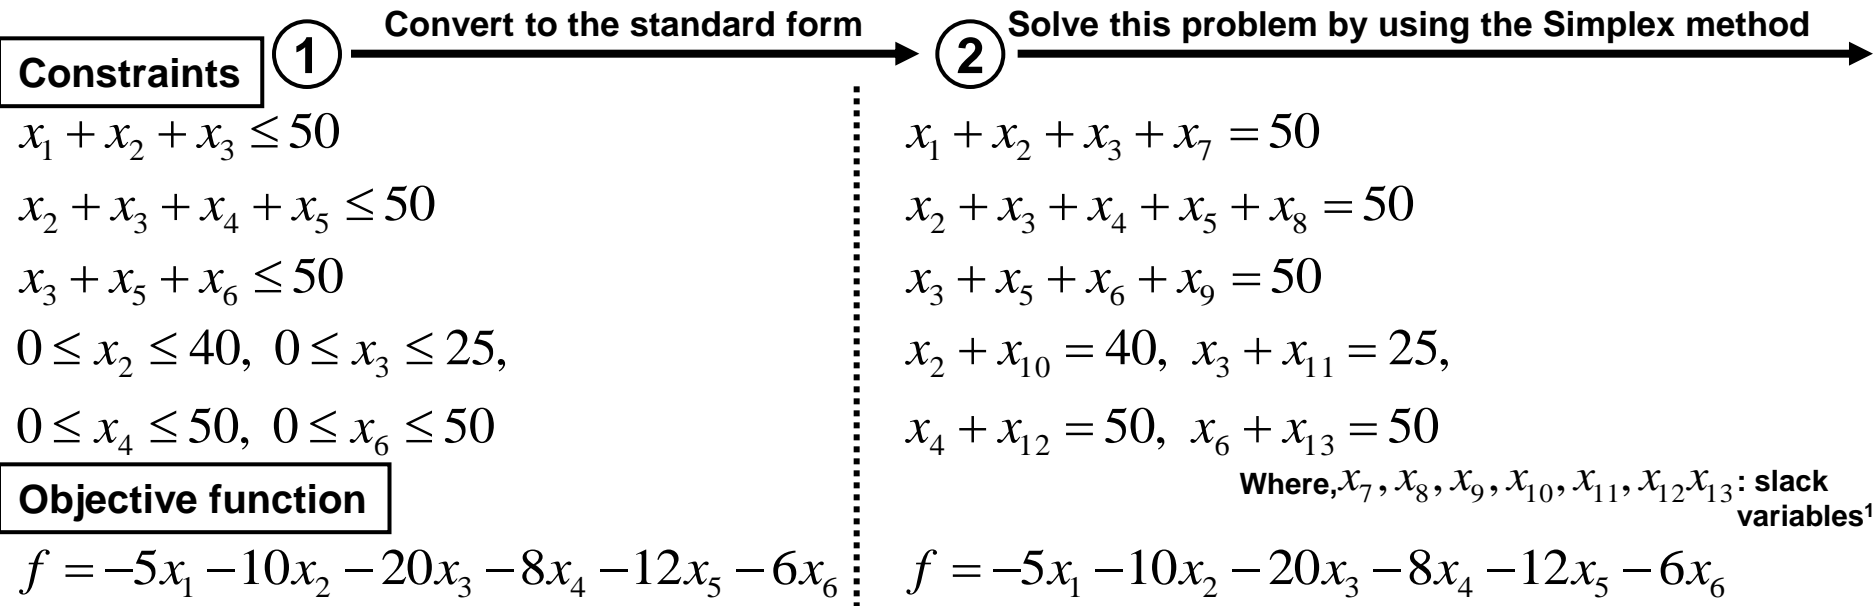 Convert to the standard form
Solve this problem by using the Simplex method
1
2
Constraints
x₁ + x₂ + x₃ ≤ 50
x₂ + x₃ + x₄ + x₅ ≤ 50
x₃ + x₅ + x₆ ≤ 50
0 ≤ x₂ ≤ 40, 0 ≤ x₃ ≤ 25,
0 ≤ x₄ ≤ 50, 0 ≤ x₆ ≤ 50
Objective function
f = −5x₁ − 10x₂ − 20x₃ − 8x₄ − 12x₅ − 6x₆
x₁ + x₂ + x₃ + x₇ = 50
x₂ + x₃ + x₄ + x₅ + x₈ = 50
x₃ + x₅ + x₆ + x₉ = 50
x₂ + x₁₀ = 40, x₃ + x₁₁ = 25,
x₄ + x₁₂ = 50, x₆ + x₁₃ = 50
Where, x₇, x₈, x₉, x₁₀, x₁₁, x₁₂x₁₃ : slack
variables¹
f = −5x₁ − 10x₂ − 20x₃ − 8x₄ − 12x₅ − 6x₆